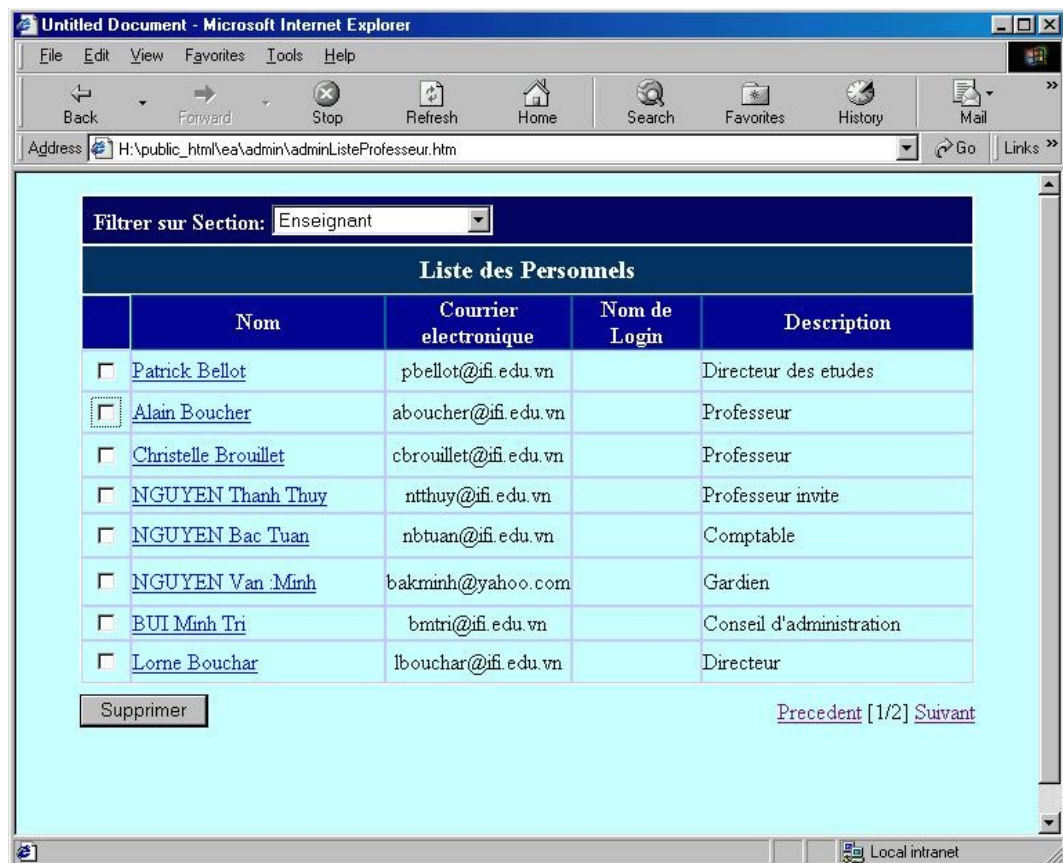 Untitled Document - Microsoft Internet Explorer
File Edit View Favorites Tools Help
Back Forward Stop Refresh Home Search Favorites History Mail »
Address H:\public_html\ea\admin\adminListeProfesseur.htm Go Links »
Filtrer sur Section: Enseignant
Liste des Personnels
Nom Courrier electronique Nom de Login Description
Patrick Bellot pbellot@ifi.edu.vn Directeur des etudes
Alain Boucher aboucher@ifi.edu.vn Professeur
Christelle Brouillet cbrouillet@ifi.edu.vn Professeur
NGUYEN Thanh Thuy ntthuy@ifi.edu.vn Professeur invite
NGUYEN Bac Tuan nbtuan@ifi.edu.vn Comptable
NGUYEN Van :Minh bakminh@yahoo.com Gardien
BUI Minh Tri bmtri@ifi.edu.vn Conseil d'administration
Lorne Bouchar lbouchar@ifi.edu.vn Directeur
Supprimer Precedent [1/2] Suivant
Local intranet